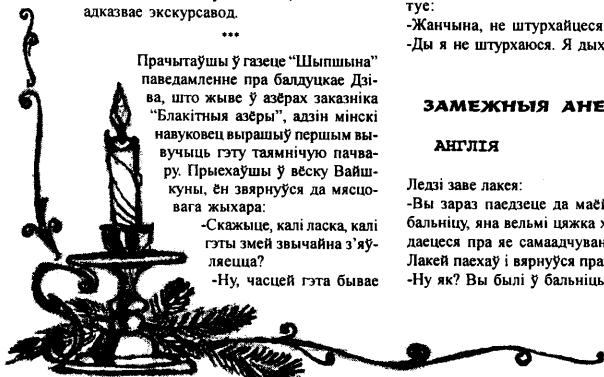 адказвае экскурсавод.
***
Прачытаўшы ў газеце “Шыпшына”
паведамленне пра балдуцкае Дзі-
ва, што жыве ў азёрах заказніка
“Блакітныя азёры”, адзін мінскі
навуковец вырашыў першым вы-
вучыць гэту таямнічую пачва-
ру. Прыехаўшы ў вёску Вайш-
куны, ён звярнуўся да мясцо-
вага жыхара:
-Скажыце, калі ласка, калі
гэты змей звычайна з’яў-
ляецца?
-Ну, часцей гэта бывае
туе:
-Жанчына, не штурхайцеся
-Ды я не штурхаюся. Я дых
ЗАМЕЖНЫЯ АНЕ
АНГЛІЯ
Ледзі заве лакея:
-Вы зараз паедзеце да маёй
бальніцу, яна вельмі цяжка х
даецеся пра яе самаадчуван
Лакей паехаў і вярнуўся пра
-Ну як? Вы былі ў бальніць